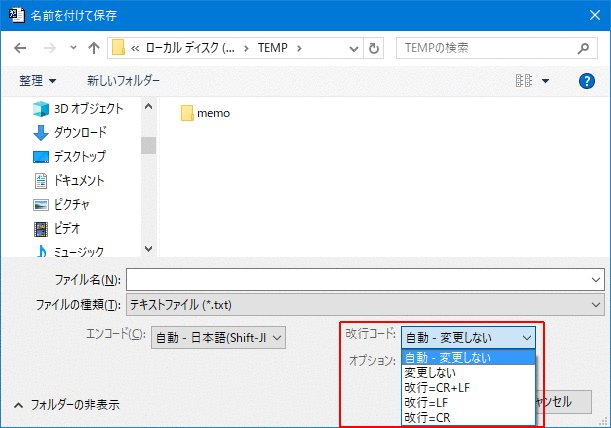 名前を付けて保存
« ローカル ディスク (... > TEMP >
TEMPの検索
整理 新しいフォルダー
3D オブジェクト
ダウンロード
デスクトップ
ドキュメント
ピクチャ
ビデオ
ミュージック
memo
ファイル名(N):
ファイルの種類(T): テキストファイル (*.txt)
エンコード(C): 自動 - 日本語(Shift-JI
改行コード: 自動 - 変更しない
オプション:
自動 - 変更しない
変更しない
改行=CR+LF
改行=LF
改行=CR
フォルダーの非表示
ャンセル